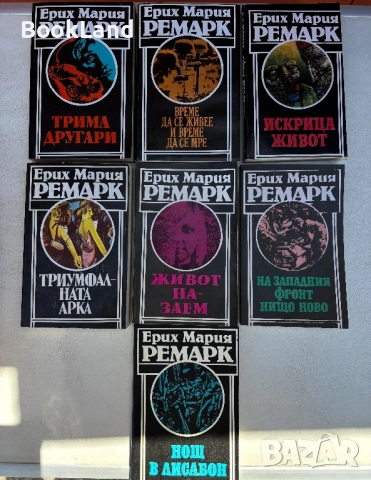 BookLand
Ерих Мария
РЕМАРК
ТРИМА
ДРУГАРИ
Ерих Мария
РЕМАРК
ВРЕМЕ
ДА СЕ ЖИВЕЕ
И ВРЕМЕ
ДА СЕ МРЕ
Ерих Мария
РЕМАРК
ИСКРИЦА
ЖИВОТ
Ерих Мария
РЕМАРК
ТРИУМФАЛ-
НАТА
АРКА
Ерих Мария
РЕМАРК
ЖИВОТ
НА-
ЗАЕМ
Ерих Мария
РЕМАРК
НА ЗАПАДНИЯ
ФРОНТ
НИЩО НОВО
Ерих Мария
РЕМАРК
НОЩ
В ЛИСАБОН
BAZAR